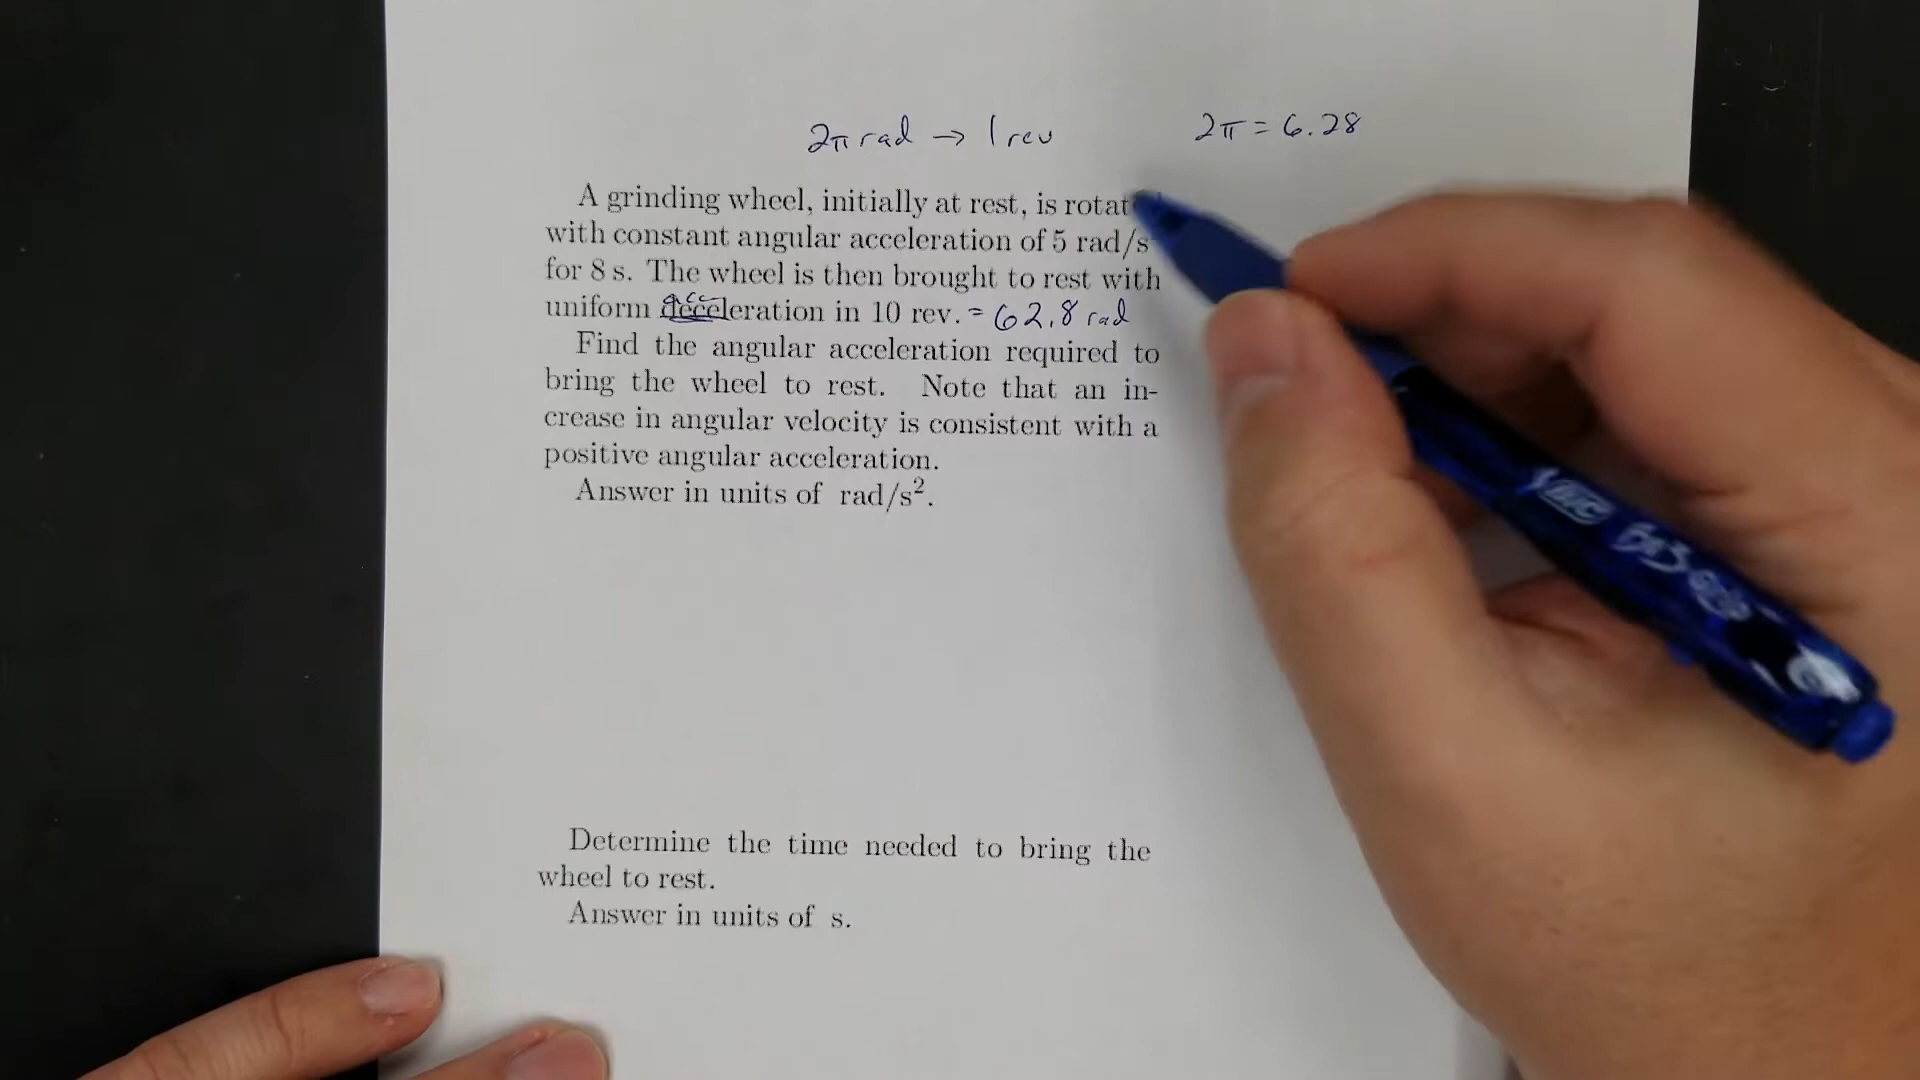 2π rad → 1 rev 2π = 6.28
A grinding wheel, initially at rest, is
with constant angular acceleration of 5 rad/s
for 8 s. The wheel is then brought to rest with
acc
uniform deceleration in 10 rev. = 62.8 rad
Find the angular acceleration required to
bring the wheel to rest. Note that an in-
crease in angular velocity is consistent with a
positive angular acceleration.
Answer in units of rad/s².
Determine the time needed to bring the
wheel to rest.
Answer in units of s.
BIC